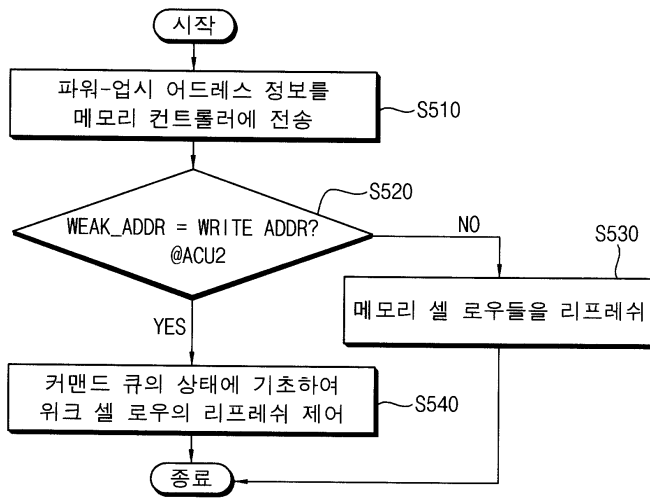 시작
파워-업시 어드레스 정보를
메모리 컨트롤러에 전송
S510
S520
WEAK_ADDR = WRITE ADDR?
@ACU2
NO
S530
메모리 셀 로우들을 리프레쉬
YES
커맨드 큐의 상태에 기초하여
위크 셀 로우의 리프레쉬 제어
S540
종료